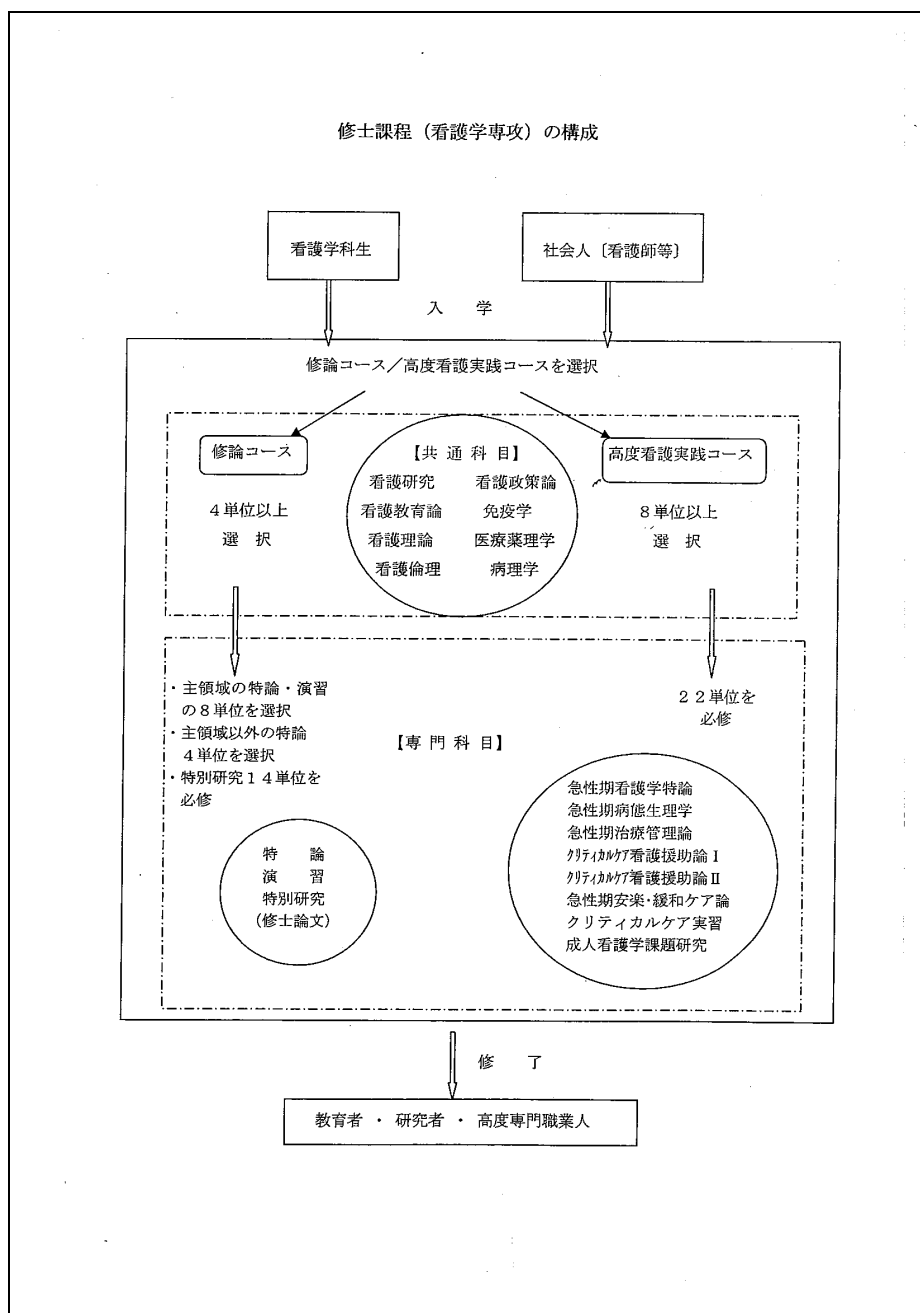 修士課程（看護学専攻）の構成
看護学科生
社会人〔看護師等〕
入　学
修論コース／高度看護実践コースを選択
修論コース
４単位以上
選　択
【共 通 科 目】
看護研究　看護政策論
看護教育論　免疫学
看護理論　医療薬理学
看護倫理　病理学
高度看護実践コース
８単位以上
選　択
・主領域の特論・演習
の８単位を選択
・主領域以外の特論
４単位を選択
・特別研究１４単位を
必修
【専 門 科 目】
２２単位を
必修
特　論
演　習
特別研究
(修士論文)
急性期看護学特論
急性期病態生理学
急性期治療管理論
ｸﾘﾃｨｶﾙｹｱ看護援助論Ⅰ
ｸﾘﾃｨｶﾙｹｱ看護援助論Ⅱ
急性期安楽・緩和ケア論
クリティカルケア実習
成人看護学課題研究
修　了
教育者 ・ 研究者 ・ 高度専門職業人